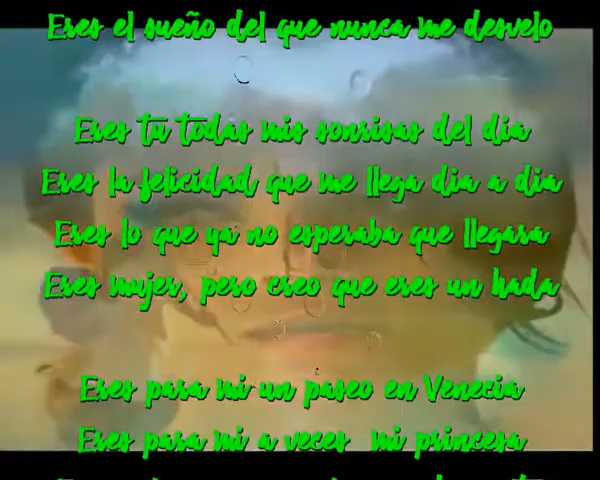 Eres el sueño del que nunca me desvelo
Eres tu todas mis sonrisas del dia
Eres la felicidad que me llega dia a dia
Eres lo que ya no esperaba que llegara
Eres mujer, pero creo que eres un hada
Eres para mi un paseo en Venecia
Eres para mi a veces mi princesa